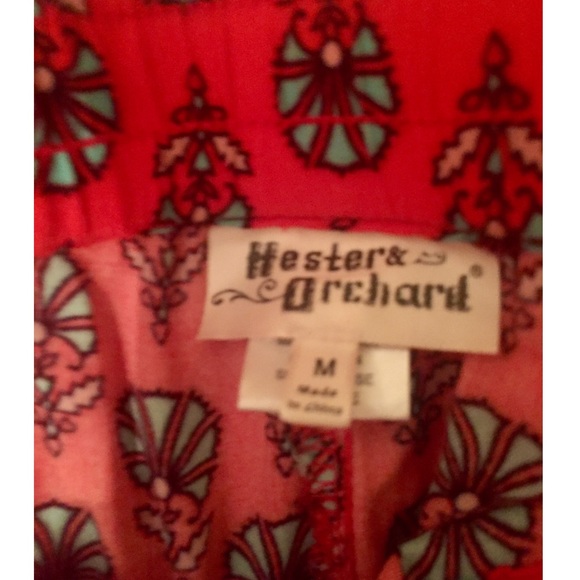 Hester&
Orchard®
M
Made
in China